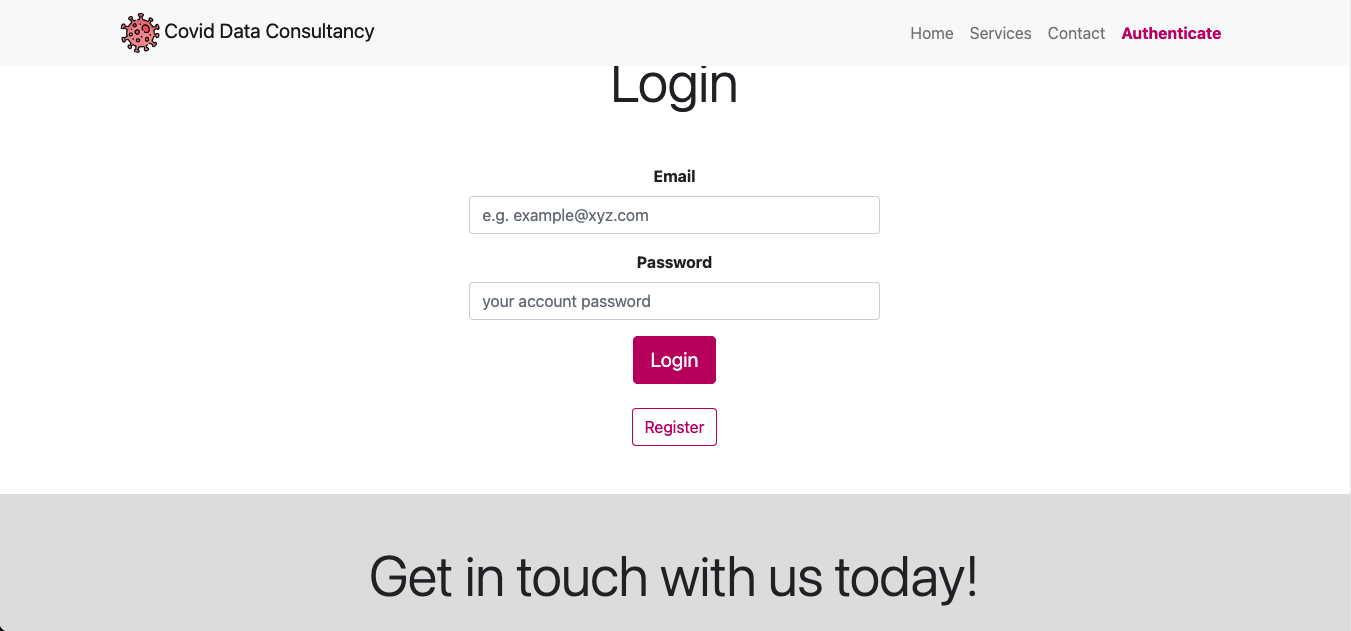 Covid Data Consultancy
Home Services Contact Authenticate
Login
Email
e.g. example@xyz.com
Password
your account password
Login
Register
Get in touch with us today!